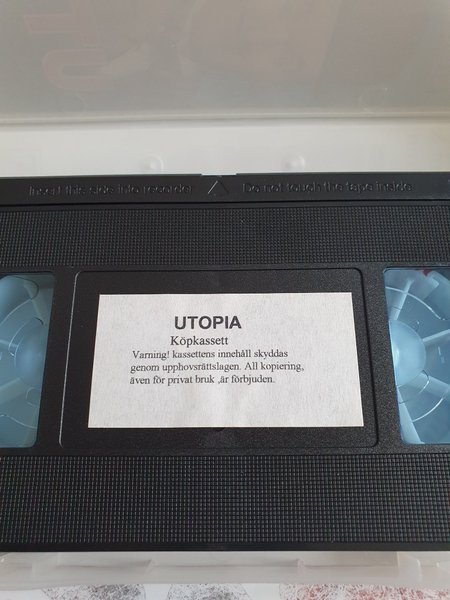 Insert this side into recorder
Do not touch the tape inside
UTOPIA
Köpkassett
Varning! kassettens innehåll skyddas
genom upphovsrättslagen. All kopiering,
även för privat bruk ,är förbjuden.